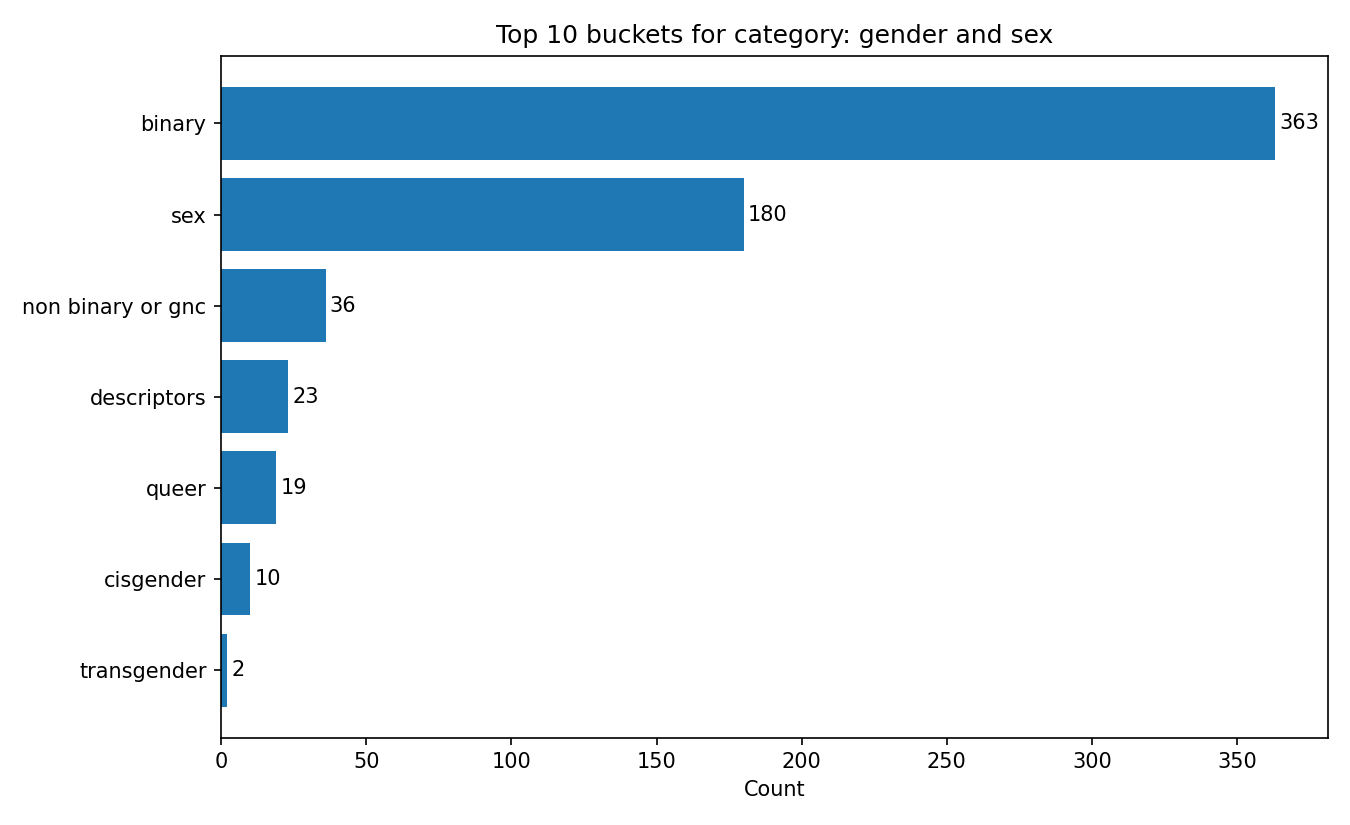 Top 10 buckets for category: gender and sex
binary
363
sex
180
non binary or gnc
36
descriptors
23
queer
19
cisgender
10
transgender
2
0 50 100 150 200 250 300 350
Count